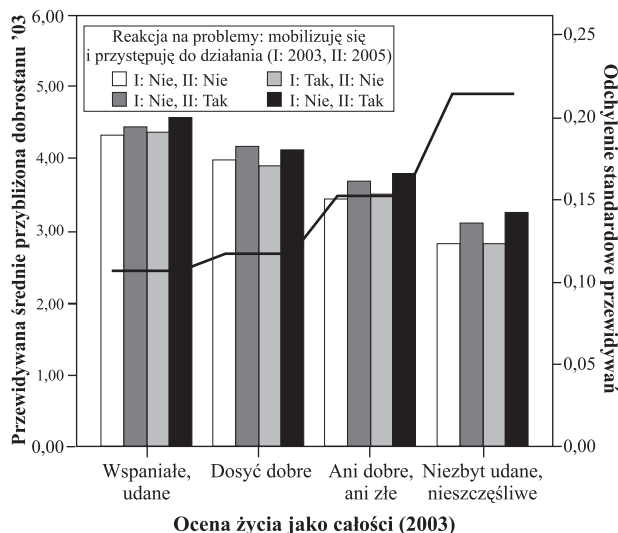 Reakcja na problemy: mobilizuję się
i przystępuję do działania (I: 2003, II: 2005)
I: Nie, II: Nie
I: Tak, II: Nie
I: Nie, II: Tak
I: Nie, II: Tak
Przewidywana średnie przybliżona dobrostanu ’03
6,00
5,00
4,00
3,00
2,00
1,00
0,00
Odchylenie standardowe przewidywań
0,25
0,20
0,15
0,10
0,05
0,00
Wspaniałe,
udane
Dosyć dobre
Ani dobre,
ani złe
Niezbyt udane,
nieszczęśliwe
Ocena życia jako całości (2003)